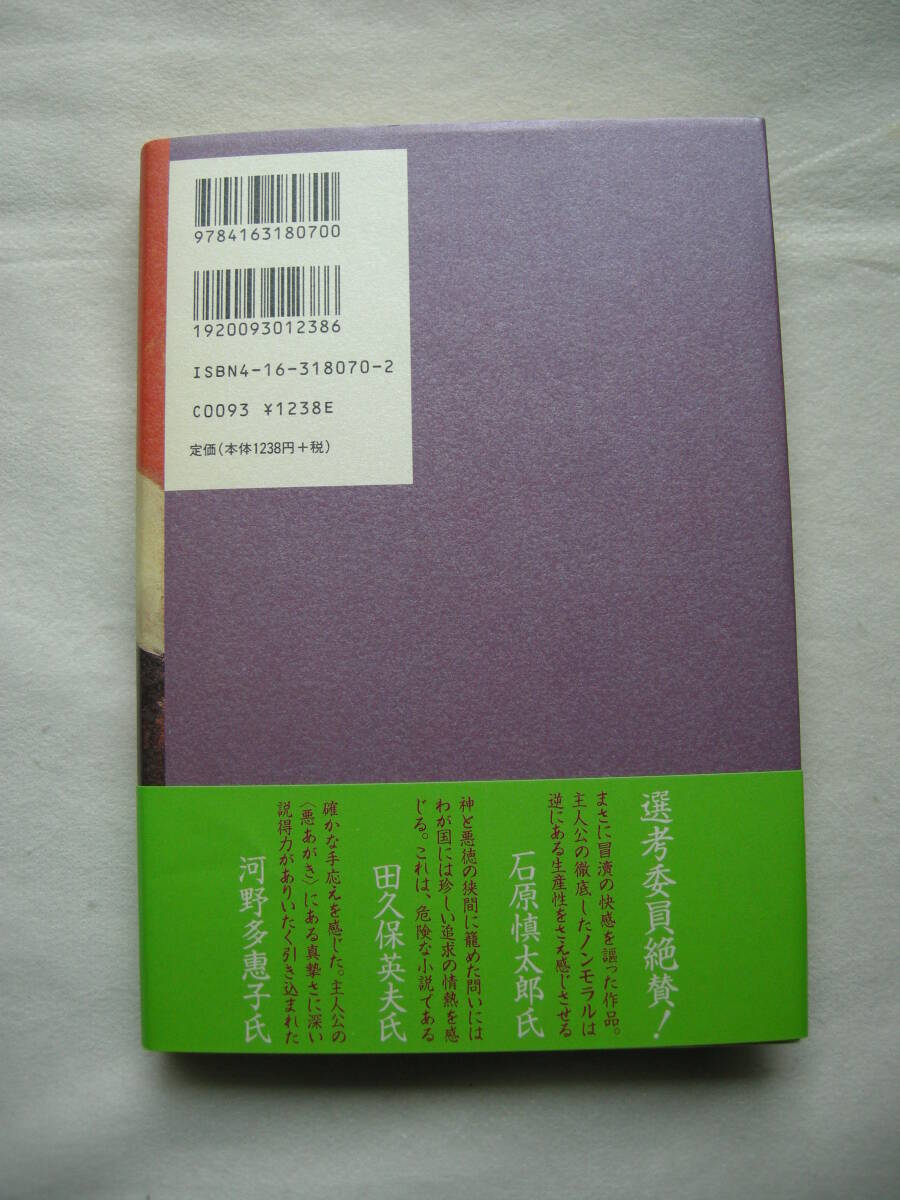 9784163180700
1920093012386
ISBN4-16-318070-2
C0093 ¥1238E
定価(本体1238円+税)
選考委員絶賛!
まさに冒瀆の快感を謳った作品。
主人公の徹底したノンモラルは
逆にある生産性をさえ感じさせる
石原慎太郎氏
神と悪徳の狭間に籠めた問いには
わが国には珍しい追求の情熱を感
じる。これは、危険な小説である
田久保英夫氏
確かな手応えを感じた。主人公の
〈悪あがき〉にある真摯さに深い
説得力がありいたく引き込まれた
河野多惠子氏